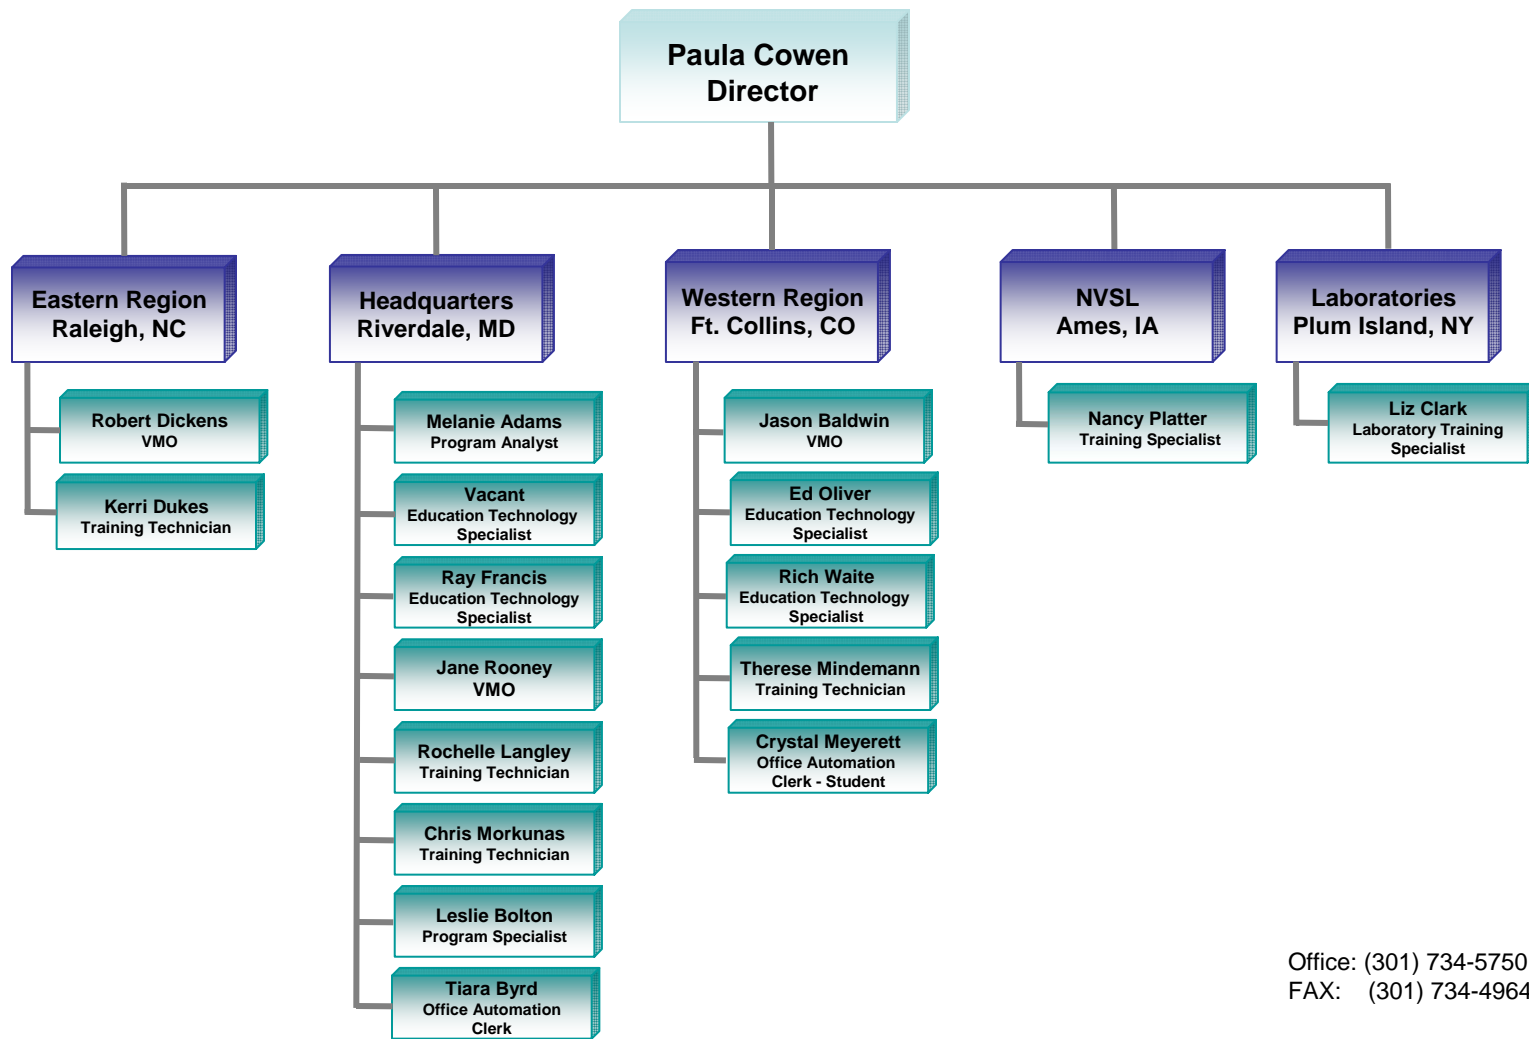 Paula Cowen
Director
Eastern Region
Raleigh, NC
Robert Dickens
VMO
Kerri Dukes
Training Technician
Headquarters
Riverdale, MD
Melanie Adams
Program Analyst
Vacant
Education Technology
Specialist
Ray Francis
Education Technology
Specialist
Jane Rooney
VMO
Rochelle Langley
Training Technician
Chris Morkunas
Training Technician
Leslie Bolton
Program Specialist
Tiara Byrd
Office Automation
Clerk
Western Region
Ft. Collins, CO
Jason Baldwin
VMO
Ed Oliver
Education Technology
Specialist
Rich Waite
Education Technology
Specialist
Therese Mindemann
Training Technician
Crystal Meyerett
Office Automation
Clerk - Student
NVSL
Ames, IA
Nancy Platter
Training Specialist
Laboratories
Plum Island, NY
Liz Clark
Laboratory Training
Specialist
Office: (301) 734-5750
FAX: (301) 734-4964